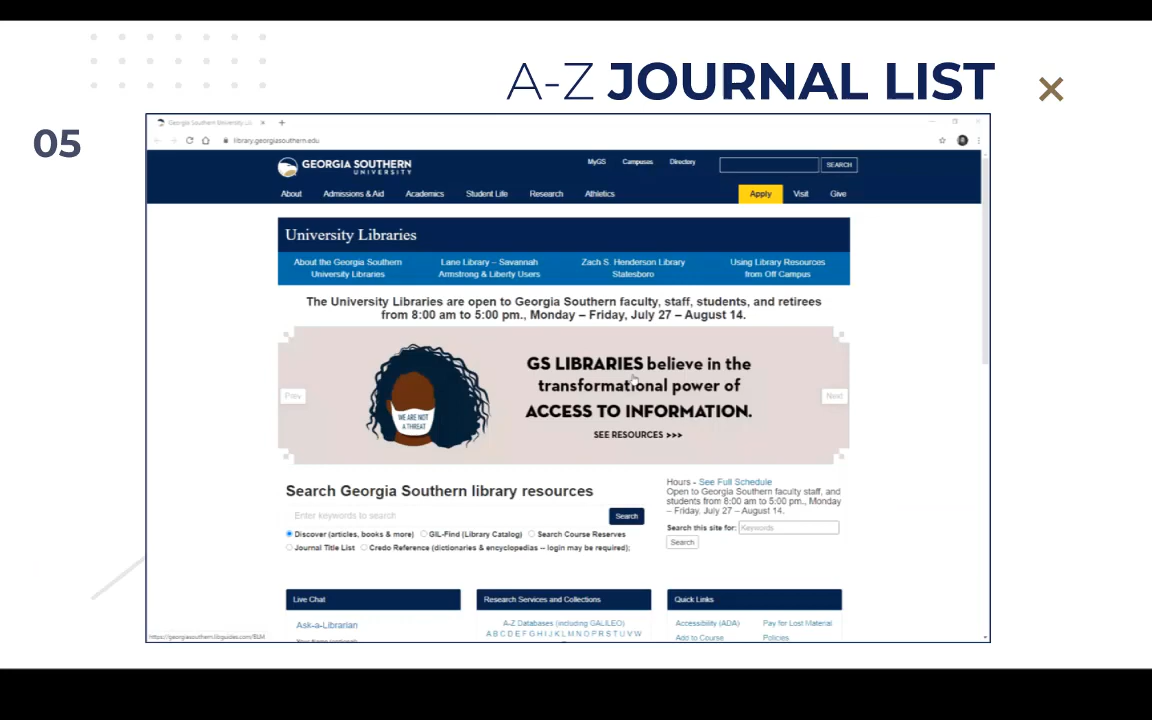 A-Z JOURNAL LIST
05
Georgia Southern University Lib
library.georgiasouthern.edu
GEORGIA SOUTHERN
UNIVERSITY
MyGS Campuses Directory
SEARCH
About Admissions & Aid Academics Student Life Research Athletics Apply Visit Give
University Libraries
About the Georgia Southern
University Libraries
Lane Library – Savannah
Armstrong & Liberty Users
Zach S. Henderson Library
Statesboro
Using Library Resources
from Off Campus
The University Libraries are open to Georgia Southern faculty, staff, students, and retirees
from 8:00 am to 5:00 pm., Monday – Friday, July 27 – August 14.
Prev
WE ARE NOT
A THREAT
GS LIBRARIES believe in the
transformational power of
ACCESS TO INFORMATION.
SEE RESOURCES >>>
Next
Search Georgia Southern library resources
Enter keywords to search
Search
Discover (articles, books & more) GIL-Find (Library Catalog) Search Course Reserves
Journal Title List Credo Reference (dictionaries & encyclopedias – login may be required);
Hours - See Full Schedule
Open to Georgia Southern faculty staff, and
students from 8:00 am to 5:00 pm, Monday
– Friday. July 27 – August 14.
Search this site for: Keywords
Search
Live Chat
Ask-a-Librarian
Research Services and Collections
A-Z Databases (including GALILEO)
A B C D E F G H I J K L M N O P R S T U V W
Quick Links
Accessibility (ADA) Pay for Lost Material
Add to Course Policies
https://georgiasouthern.libguides.com/BLM